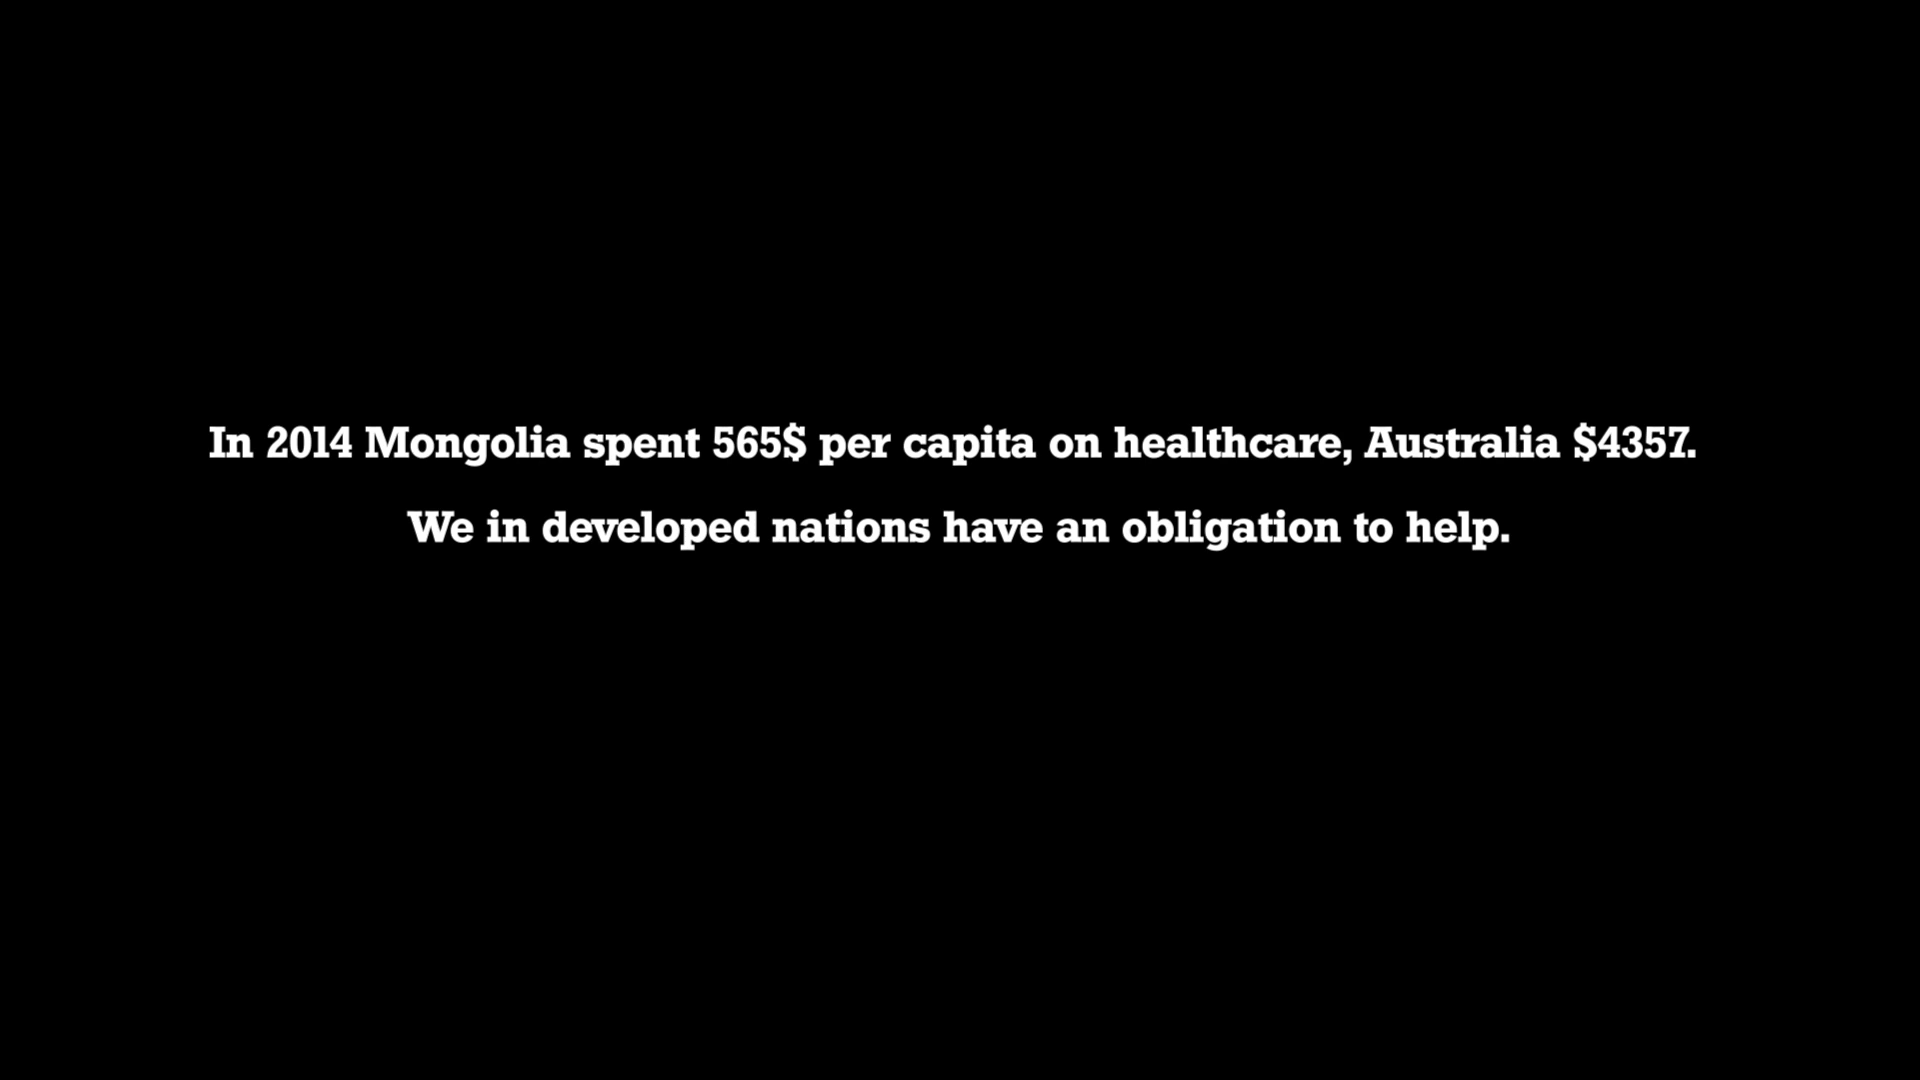 In 2014 Mongolia spent 565$ per capita on healthcare, Australia $4357.
We in developed nations have an obligation to help.